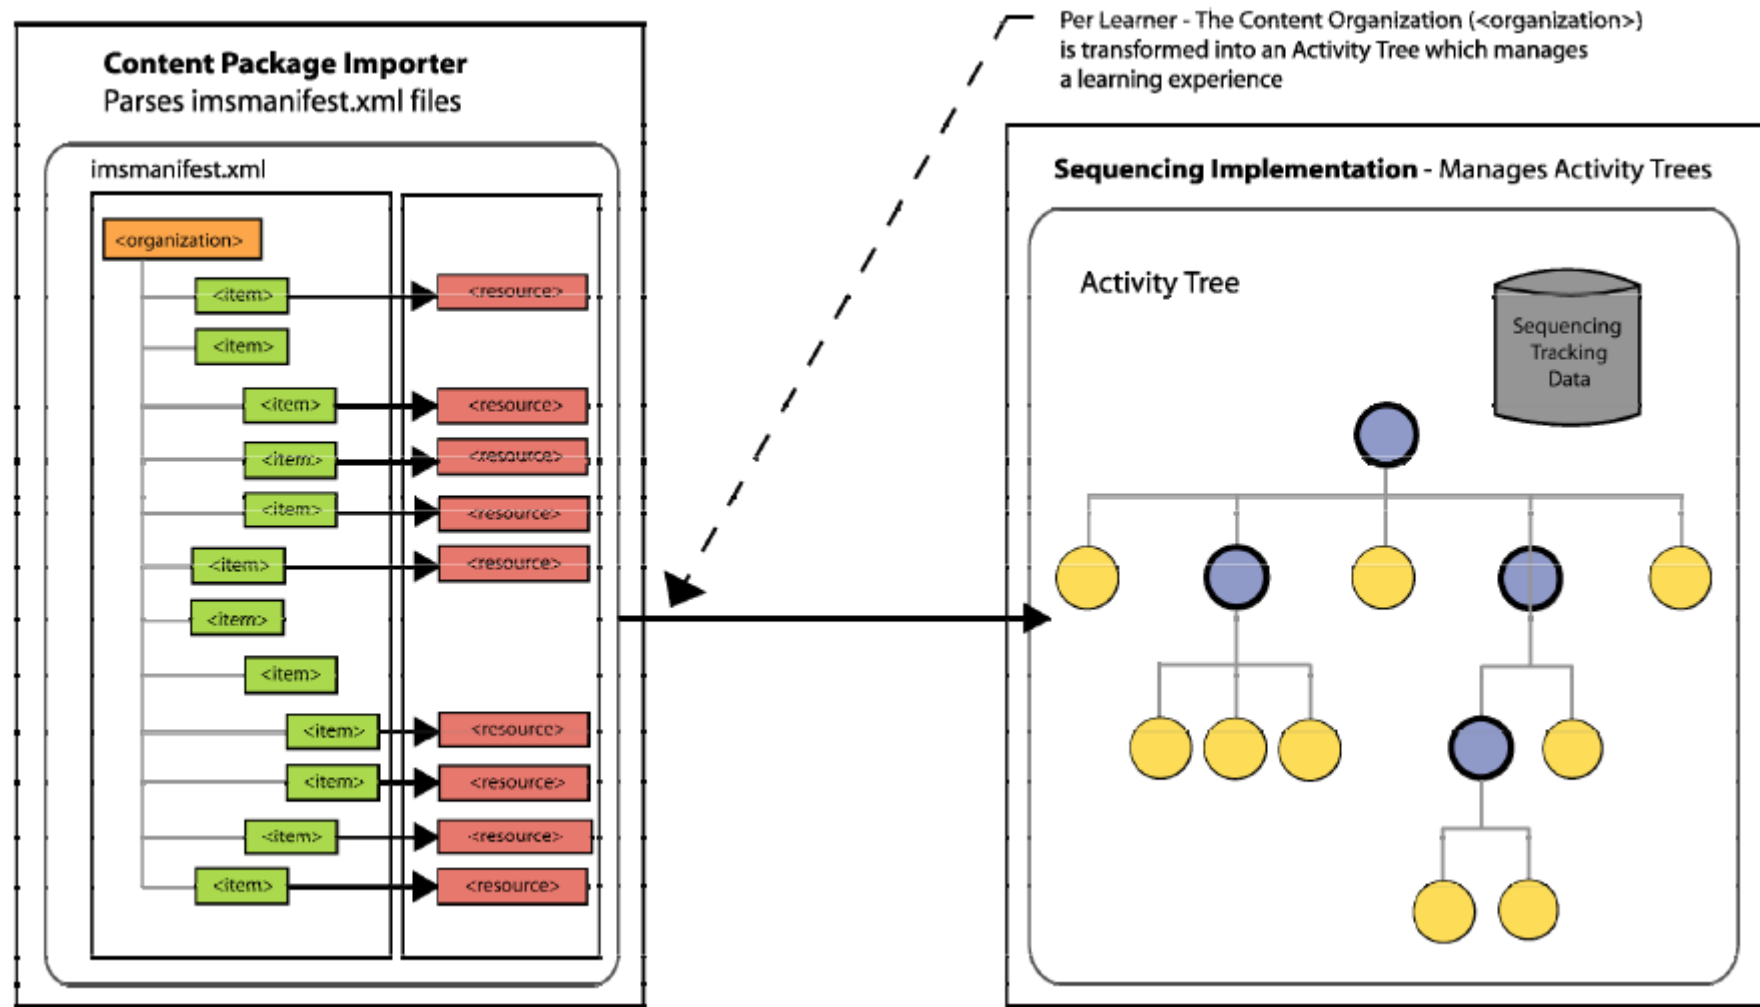 Per Learner - The Content Organization (<organization>)
is transformed into an Activity Tree which manages
a learning experience
Content Package Importer
Parses imsmanifest.xml files
imsmanifest.xml
<organization>
<item>
<resource>
<item>
<item>
<resource>
<item>
<resource>
<item>
<resource>
<item>
<resource>
<item>
<item>
<item>
<resource>
<item>
<resource>
<item>
<resource>
<item>
<resource>
Sequencing Implementation - Manages Activity Trees
Activity Tree
Sequencing
Tracking
Data